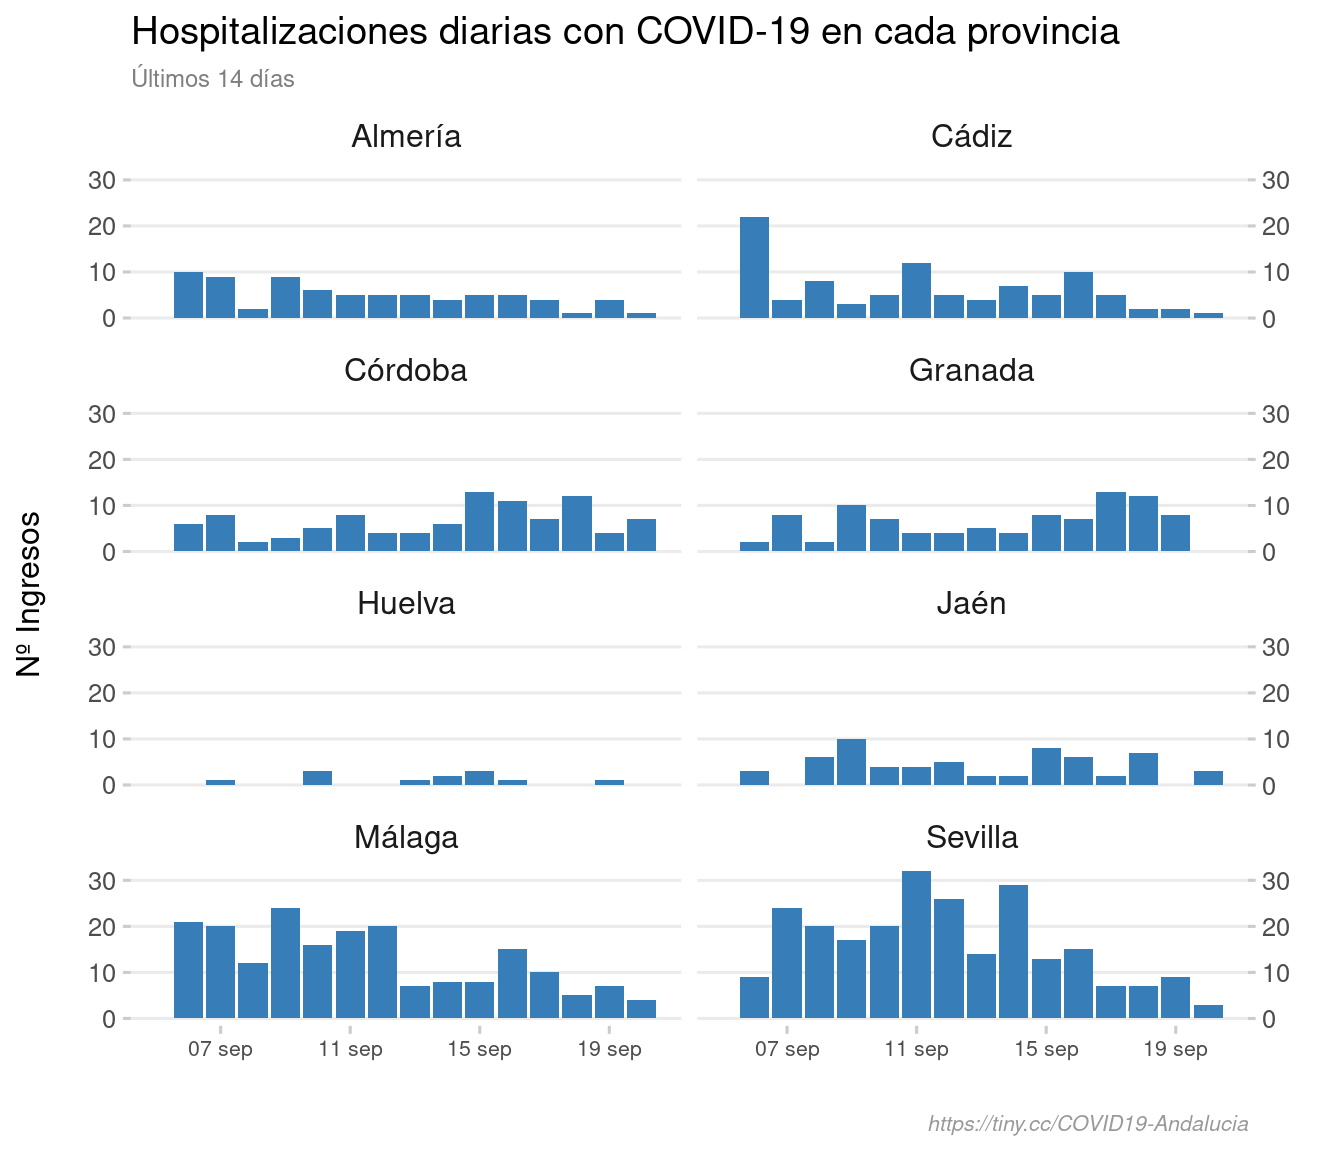 Hospitalizaciones diarias con COVID-19 en cada provincia
Últimos 14 días
Almería Cádiz
30 30
20 20
10 10
0 0
Córdoba Granada
30 30
20 20
10 10
0 0
Nº Ingresos
Huelva Jaén
30 30
20 20
10 10
0 0
Málaga Sevilla
30 30
20 20
10 10
0 0
07 sep 11 sep 15 sep 19 sep 07 sep 11 sep 15 sep 19 sep
https://tiny.cc/COVID19-Andalucia